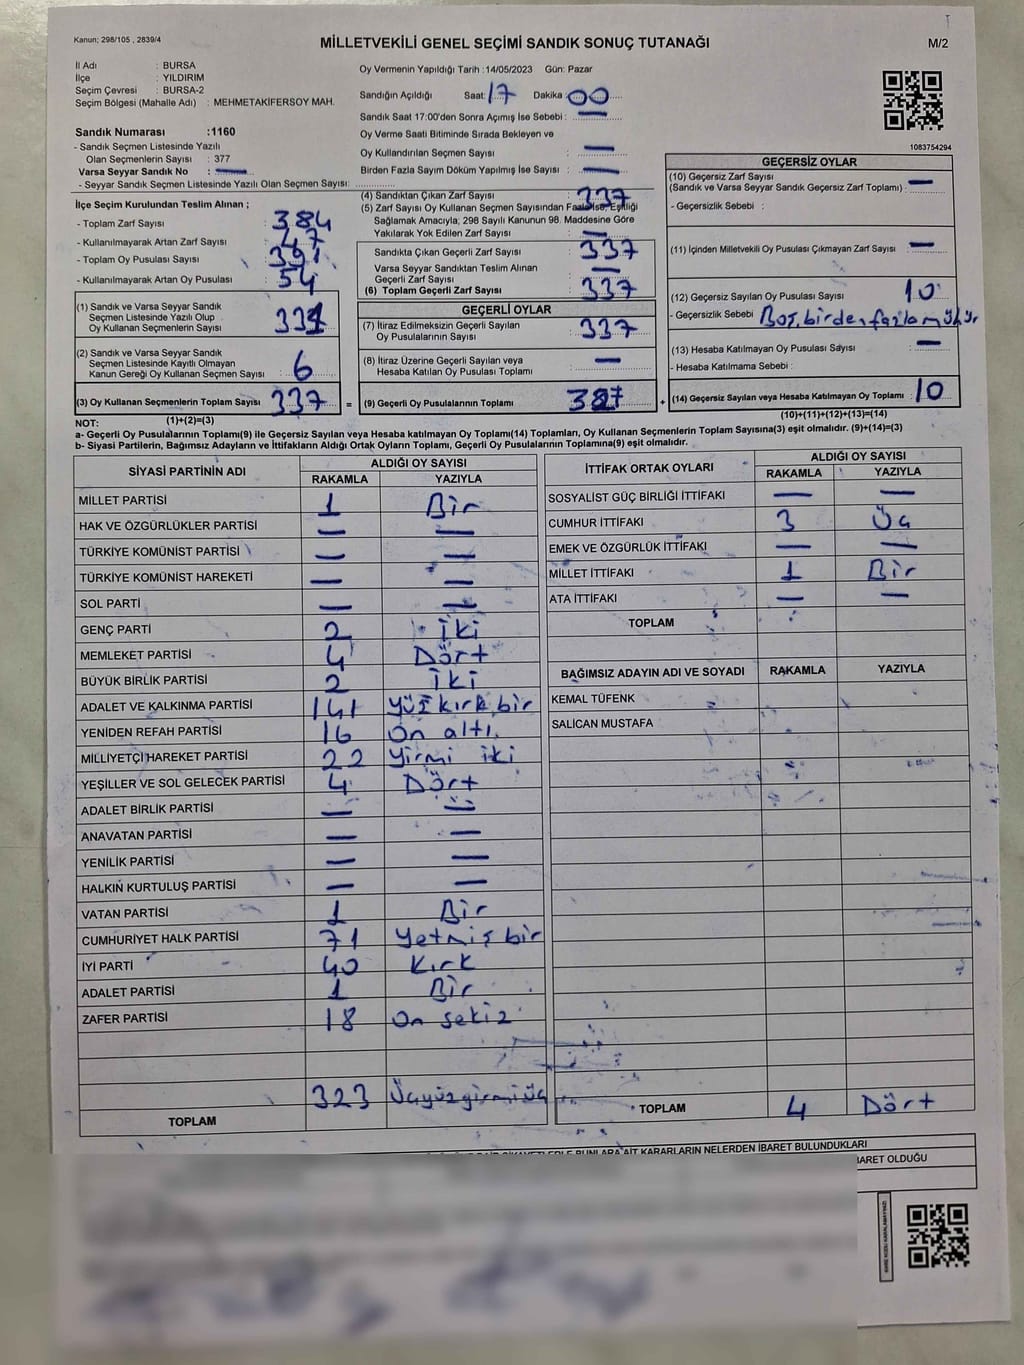 Kanun; 298/105 , 2839/4
MİLLETVEKİLİ GENEL SEÇİMİ SANDIK SONUÇ TUTANAĞI
M/2
İl Adı : BURSA
İlçe : YILDIRIM
Seçim Çevresi : BURSA-2
Seçim Bölgesi (Mahalle Adı) : MEHMETAKİFERSOY MAH.
Sandık Numarası :1160
- Sandık Seçmen Listesinde Yazılı
Olan Seçmenlerin Sayısı : 377
Varsa Seyyar Sandık No : —
- Seyyar Sandık Seçmen Listesinde Yazılı Olan Seçmen Sayısı:
Oy Vermenin Yapıldığı Tarih :14/05/2023 Gün: Pazar
Sandığın Açıldığı Saat: 17 Dakika : 00
Sandık Saat 17:00'den Sonra Açımış İse Sebebi : —
Oy Verme Saati Bitiminde Sırada Bekleyen ve
Oy Kullandırılan Seçmen Sayısı : —
Birden Fazla Sayım Döküm Yapılmış İse Sayısı : —
1083754294
İlçe Seçim Kurulundan Teslim Alınan ;
- Toplam Zarf Sayısı : 384
- Kullanılmayarak Artan Zarf Sayısı : 47
- Toplam Oy Pusulası Sayısı : 391
- Kullanılmayarak Artan Oy Pusulası : 54
(1) Sandık ve Varsa Seyyar Sandık
Seçmen Listesinde Yazılı Olup
Oy Kullanan Seçmenlerin Sayısı : 331
(2) Sandık ve Varsa Seyyar Sandık
Seçmen Listesinde Kayıtlı Olmayan
Kanun Gereği Oy Kullanan Seçmen Sayısı : 6
(3) Oy Kullanan Seçmenlerin Toplam Sayısı : 337
(1)+(2)=(3)
(4) Sandıktan Çıkan Zarf Sayısı : 337
(5) Zarf Sayısı Oy Kullanan Seçmen Sayısından Fazla İse, Eşitliği
Sağlamak Amacıyla; 298 Sayılı Kanunun 98. Maddesine Göre
Yakılarak Yok Edilen Zarf Sayısı : —
Sandıkta Çıkan Geçerli Zarf Sayısı : 337
Varsa Seyyar Sandıktan Teslim Alınan
Geçerli Zarf Sayısı : —
(6) Toplam Geçerli Zarf Sayısı : 337
GEÇERLİ OYLAR
(7) İtiraz Edilmeksizin Geçerli Sayılan
Oy Pusulalarının Sayısı : 337
(8) İtiraz Üzerine Geçerli Sayılan veya
Hesaba Katılan Oy Pusulası Toplamı : —
= (9) Geçerli Oy Pusulalarının Toplamı : 327
GEÇERSİZ OYLAR
(10) Geçersiz Zarf Sayısı
(Sandık ve Varsa Seyyar Sandık Geçersiz Zarf Toplamı) : —
- Geçersizlik Sebebi :
(11) İçinden Milletvekili Oy Pusulası Çıkmayan Zarf Sayısı : —
(12) Geçersiz Sayılan Oy Pusulası Sayısı : 10
- Geçersizlik Sebebi : Boş, birden fazla mühür
(13) Hesaba Katılmayan Oy Pusulası Sayısı : —
- Hesaba Katılmama Sebebi :
+ (14) Geçersiz Sayılan veya Hesaba Katılmayan Oy Toplamı : 10
(10)+(11)+(12)+(13)=(14)
NOT:
a- Geçerli Oy Pusulalarının Toplamı(9) ile Geçersiz Sayılan veya Hesaba katılmayan Oy Toplamı(14) Toplamları, Oy Kullanan Seçmenlerin Toplam Sayısına(3) eşit olmalıdır. (9)+(14)=(3)
b- Siyasi Partilerin, Bağımsız Adayların ve İttifakların Aldığı Ortak Oyların Toplamı, Geçerli Oy Pusulalarının Toplamına(9) eşit olmalıdır.
SİYASİ PARTİNİN ADI ALDIĞI OY SAYISI
RAKAMLA YAZIYLA
MİLLET PARTİSİ 1 Bir
HAK VE ÖZGÜRLÜKLER PARTİSİ — —
TÜRKİYE KOMÜNİST PARTİSİ — —
TÜRKİYE KOMÜNİST HAREKETİ — —
SOL PARTİ — —
GENÇ PARTİ 2 İki
MEMLEKET PARTİSİ 4 Dört
BÜYÜK BİRLİK PARTİSİ 2 İki
ADALET VE KALKINMA PARTİSİ 141 Yüzkırkbir
YENİDEN REFAH PARTİSİ 16 On altı
MİLLİYETÇİ HAREKET PARTİSİ 22 Yirmi iki
YEŞİLLER VE SOL GELECEK PARTİSİ 4 Dört
ADALET BİRLİK PARTİSİ — —
ANAVATAN PARTİSİ — —
YENİLİK PARTİSİ — —
HALKIN KURTULUŞ PARTİSİ — —
VATAN PARTİSİ 1 Bir
CUMHURİYET HALK PARTİSİ 71 Yetmiş bir
İYİ PARTİ 40 Kırk
ADALET PARTİSİ 1 Bir
ZAFER PARTİSİ 18 On sekiz
TOPLAM 323 Üçyüzyirmiüç
İTTİFAK ORTAK OYLARI ALDIĞI OY SAYISI
RAKAMLA YAZIYLA
SOSYALİST GÜÇ BİRLİĞİ İTTİFAKI — —
CUMHUR İTTİFAKI 3 Üç
EMEK VE ÖZGÜRLÜK İTTİFAKI — —
MİLLET İTTİFAKI 1 Bir
ATA İTTİFAKI — —
TOPLAM
BAĞIMSIZ ADAYIN ADI VE SOYADI RAKAMLA YAZIYLA
KEMAL TÜFENK
SALİCAN MUSTAFA
TOPLAM 4 Dört
AİT KARARLARIN NELERDEN İBARET BULUNDUKLARI
İBARET OLDUĞU